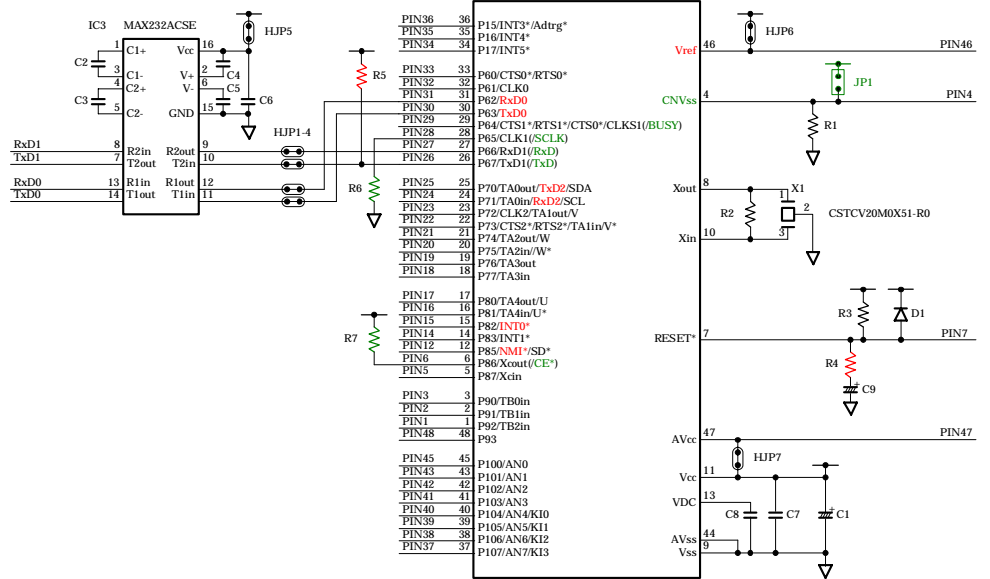 IC3 MAX232ACSE
1 C1+ Vcc 16 HJP5
C2
3 C1- V+ 2 C4
4 C2+ V- 6 C5
C3
5 C2- GND 15 C6
HJP1-4
RxD1 8 R2in R2out 9
TxD1 7 T2out T2in 10
RxD0 13 R1in R1out 12
TxD0 14 T1out T1in 11
R5
R6
R7
PIN36 36 P15/INT3*/Adtrg*
PIN35 35 P16/INT4*
PIN34 34 P17/INT5*
PIN33 33 P60/CTS0*/RTS0*
PIN32 32 P61/CLK0
PIN31 31 P62/RxD0
PIN30 30 P63/TxD0
PIN29 29 P64/CTS1*/RTS1*/CTS0*/CLKS1(/BUSY)
PIN28 28 P65/CLK1(/SCLK)
PIN27 27 P66/RxD1(/RxD)
PIN26 26 P67/TxD1(/TxD)
PIN25 25 P70/TA0out/TxD2/SDA
PIN24 24 P71/TA0in/RxD2/SCL
PIN23 23 P72/CLK2/TA1out/V
PIN22 22 P73/CTS2*/RTS2*/TA1in/V*
PIN21 21 P74/TA2out/W
PIN20 20 P75/TA2in//W*
PIN19 19 P76/TA3out
PIN18 18 P77/TA3in
PIN17 17 P80/TA4out/U
PIN16 16 P81/TA4in/U*
PIN15 15 P82/INT0*
PIN14 14 P83/INT1*
PIN12 12 P85/NMI*/SD*
PIN6 6 P86/Xcout(/CE*)
PIN5 5 P87/Xcin
PIN3 3 P90/TB0in
PIN2 2 P91/TB1in
PIN1 1 P92/TB2in
PIN48 48 P93
PIN45 45 P100/AN0
PIN43 43 P101/AN1
PIN42 42 P102/AN2
PIN41 41 P103/AN3
PIN40 40 P104/AN4/KI0
PIN39 39 P105/AN5/KI1
PIN38 38 P106/AN6/KI2
PIN37 37 P107/AN7/KI3
HJP6
Vref 46 PIN46
JP1
CNVss 4 PIN4
R1
Xout 8 X1
1
R2 2 CSTCV20M0X51-R0
3
Xin 10
R3 D1
RESET* 7 PIN7
R4
C9
AVcc 47 PIN47
HJP7
Vcc 11
VDC 13
C8 C7 C1
AVss 44
Vss 9